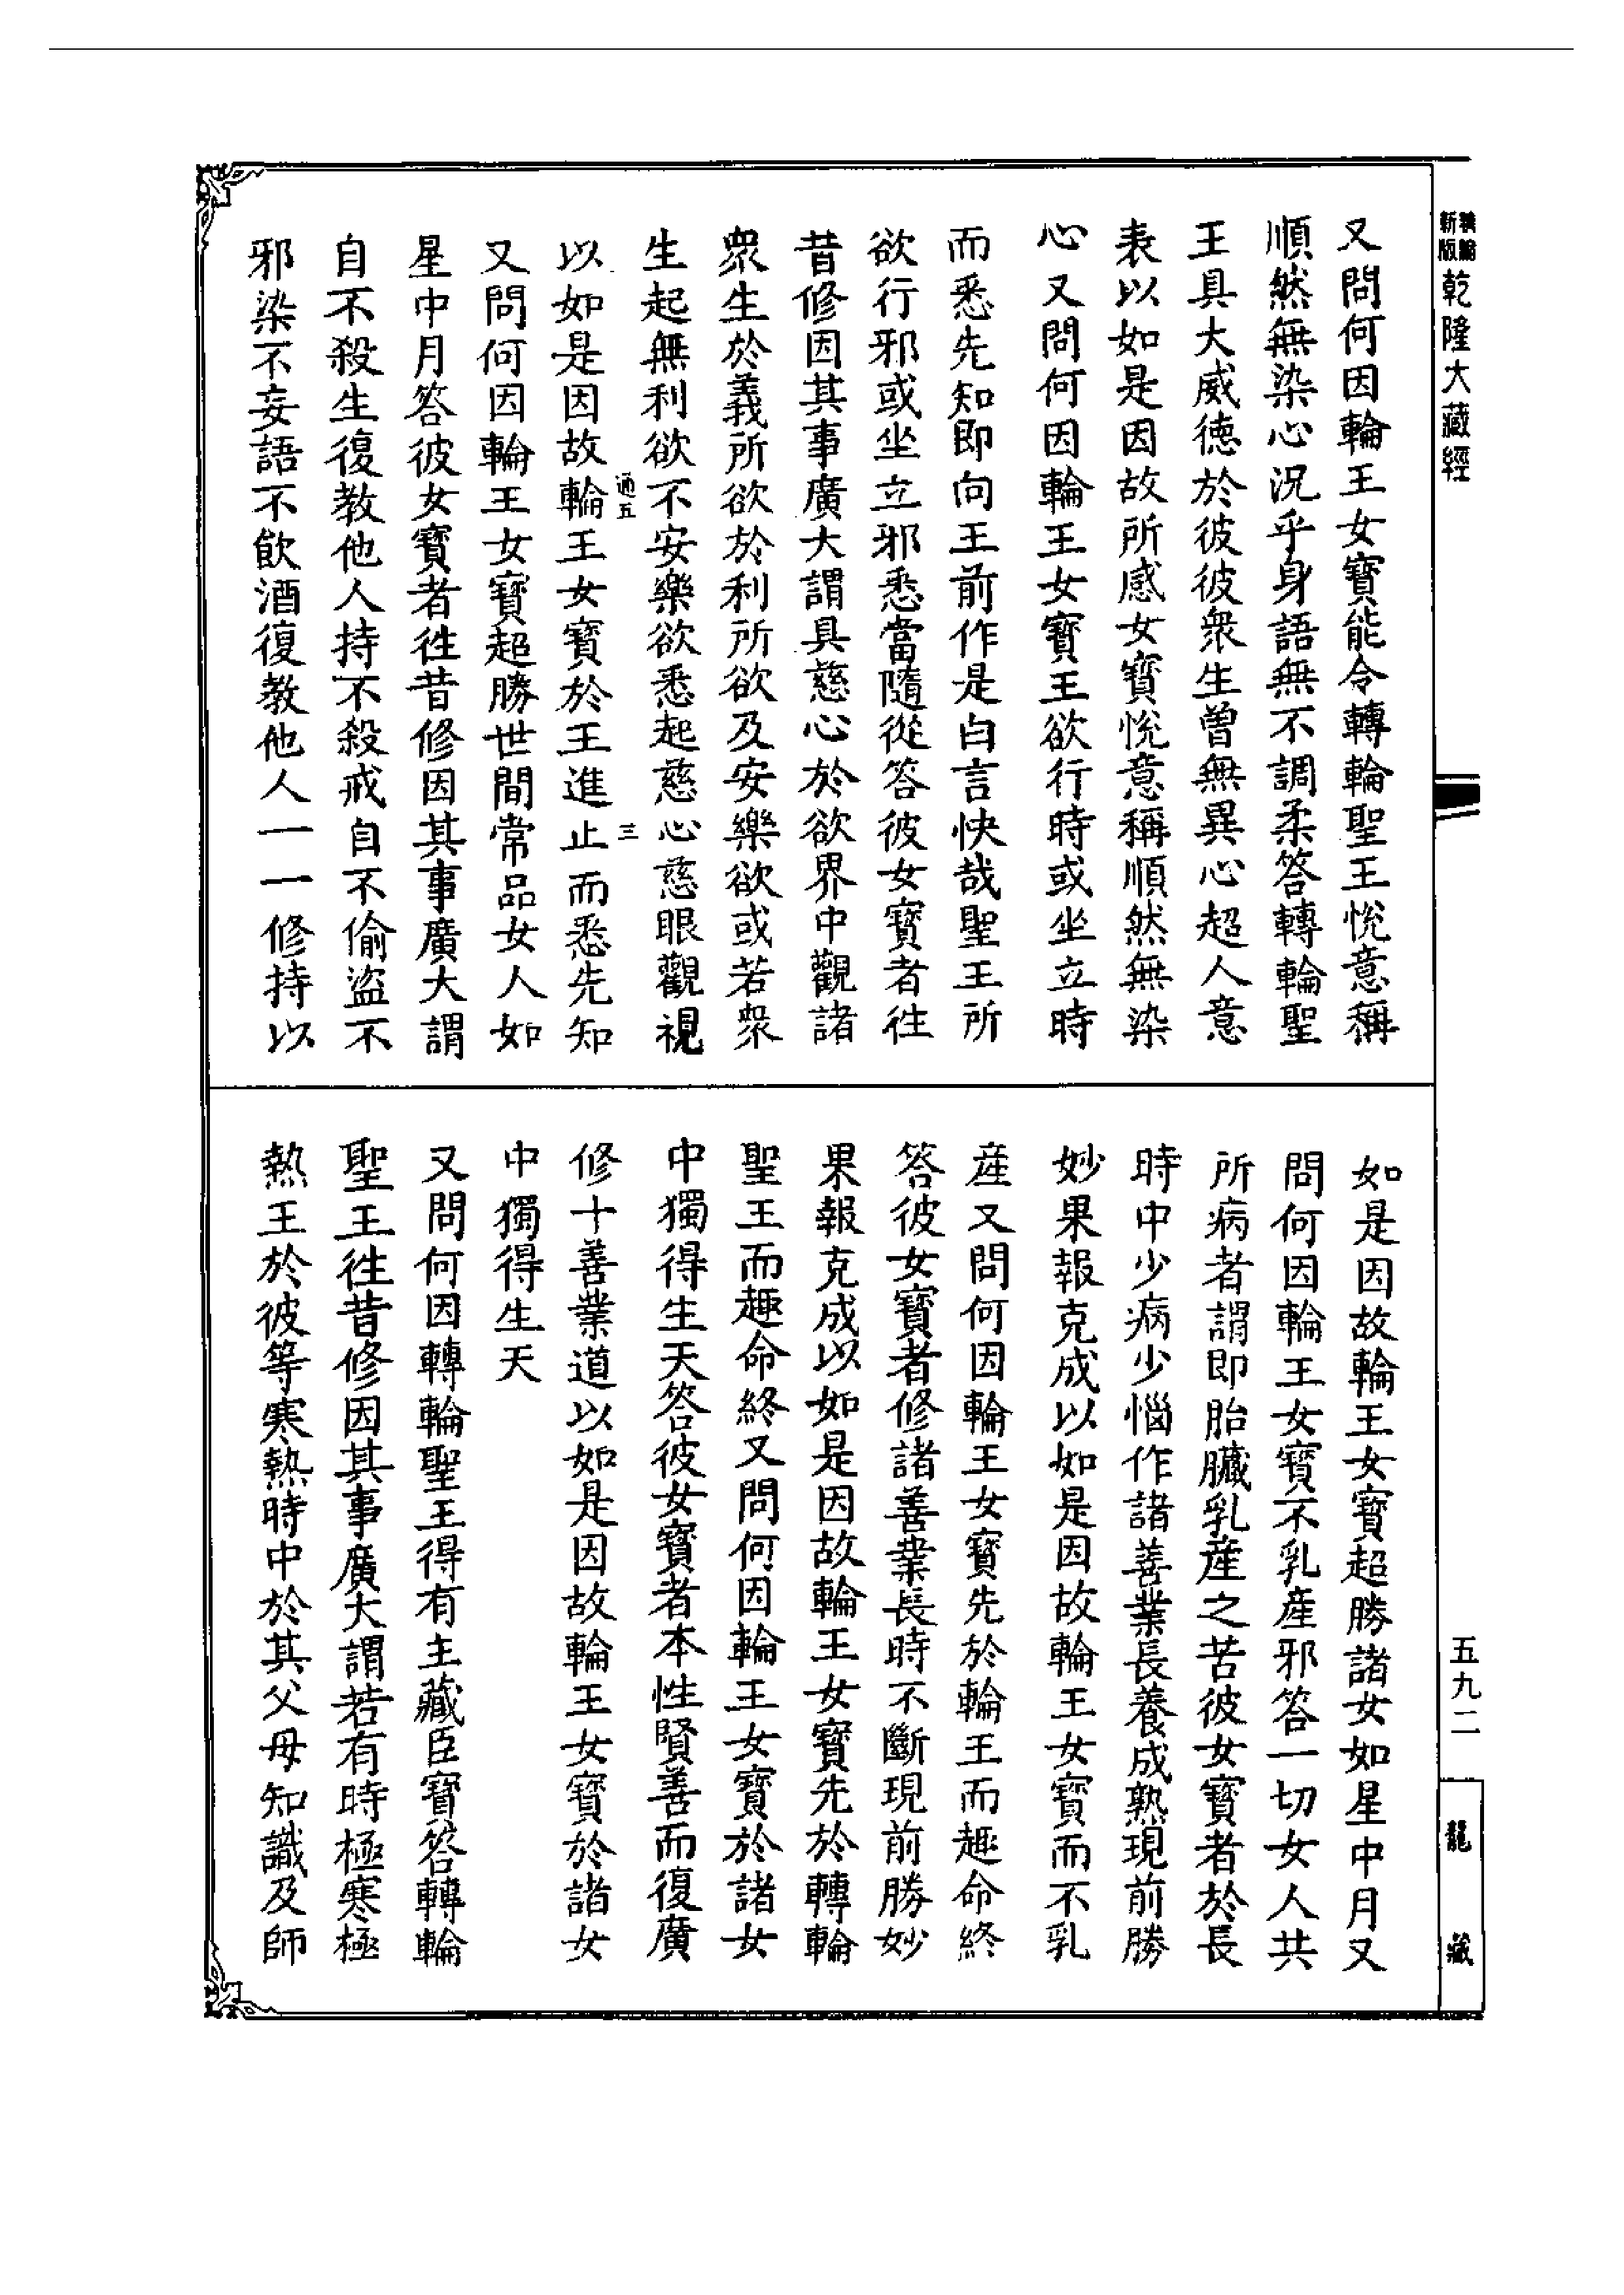 新版
精編
乾隆大藏經
五九二
龍藏
又問何因輪王女寶能令轉輪聖王悅意稱
順然無染心況乎身語無不調柔答轉輪聖
王具大威德於彼彼衆生曾無異心超人意
表以如是因故所感女寶悅意稱順然無染
心又問何因輪王女寶王欲行時或坐立時
而悉先知即向王前作是白言快哉聖王所
欲行邪或坐立邪悉當隨從答彼女寶者往
昔修因其事廣大謂具慈心於欲界中觀諸
衆生於義所欲於利所欲及安樂欲或若衆
生起無利欲不安樂欲悉起慈心慈眼觀視
通五
三
以如是因故輪王女寶於王進止而悉先知
又問何因輪王女寶超勝世間常品女人如
星中月答彼女寶者往昔修因其事廣大謂
自不殺生復教他人持不殺戒自不偷盜不
邪染不妄語不飲酒復教他人一一修持以
如是因故輪王女寶超勝諸女如星中月又
問何因輪王女寶不乳產邪答一切女人共
所病者謂即胎臟乳產之苦彼女寶者於長
時中少病少惱作諸善業長養成熟現前勝
妙果報克成以如是因故輪王女寶而不乳
產又問何因輪王女寶先於輪王而趣命終
答彼女寶者修諸善業長時不斷現前勝妙
果報克成以如是因故輪王女寶先於轉輪
聖王而趣命終又問何因輪王女寶於諸女
中獨得生天答彼女寶者本性賢善而復廣
修十善業道以如是因故輪王女寶於諸女
中獨得生天
又問何因轉輪聖王得有主藏臣寶答轉輪
聖王往昔修因其事廣大謂若有時極寒極
熱王於彼等寒熱時中於其父母知識及師